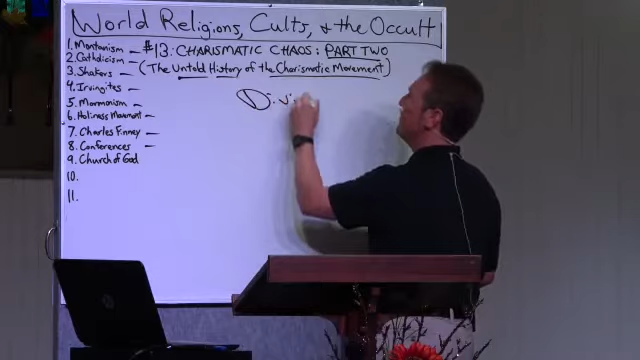 World Religions, Cults, & the Occult
#13: CHARISMATIC CHAOS: PART TWO
(The Untold History of the Charismatic Movement)
1. Montanism –
2. Catholicism –
3. Shakers –
4. Irvingites –
5. Mormonism –
6. Holiness Movement –
7. Charles Finney –
8. Conferences –
9. Church of God
10.
11.